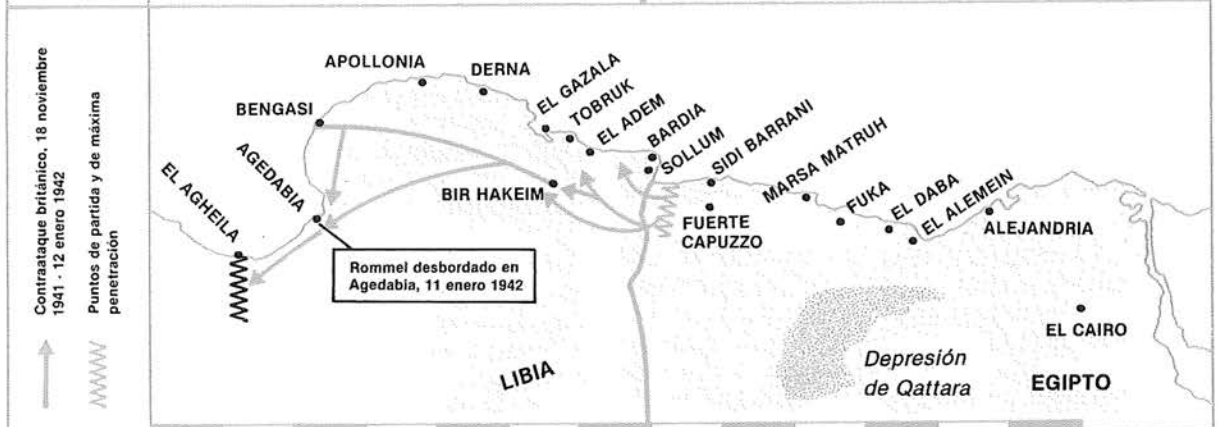 Contraataque británico, 18 noviembre
1941 - 12 enero 1942
Puntos de partida y de máxima
penetración
APOLLONIA
DERNA
BENGASI
EL GAZALA
TOBRUK
EL ADEM
BARDIA
SOLLUM
SIDI BARRANI
MARSA MATRUH
FUKA
EL DABA
EL ALEMEIN
ALEJANDRIA
AGEDABIA
EL AGHEILA
BIR HAKEIM
FUERTE
CAPUZZO
Rommel desbordado en
Agedabia, 11 enero 1942
EL CAIRO
LIBIA
Depresión
de Qattara
EGIPTO